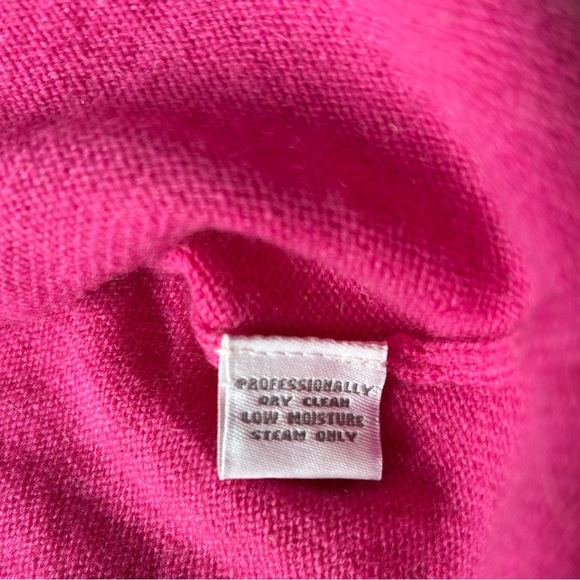 PROFESSIONALLY
DRY CLEAN
LOW MOISTURE
STEAM ONLY